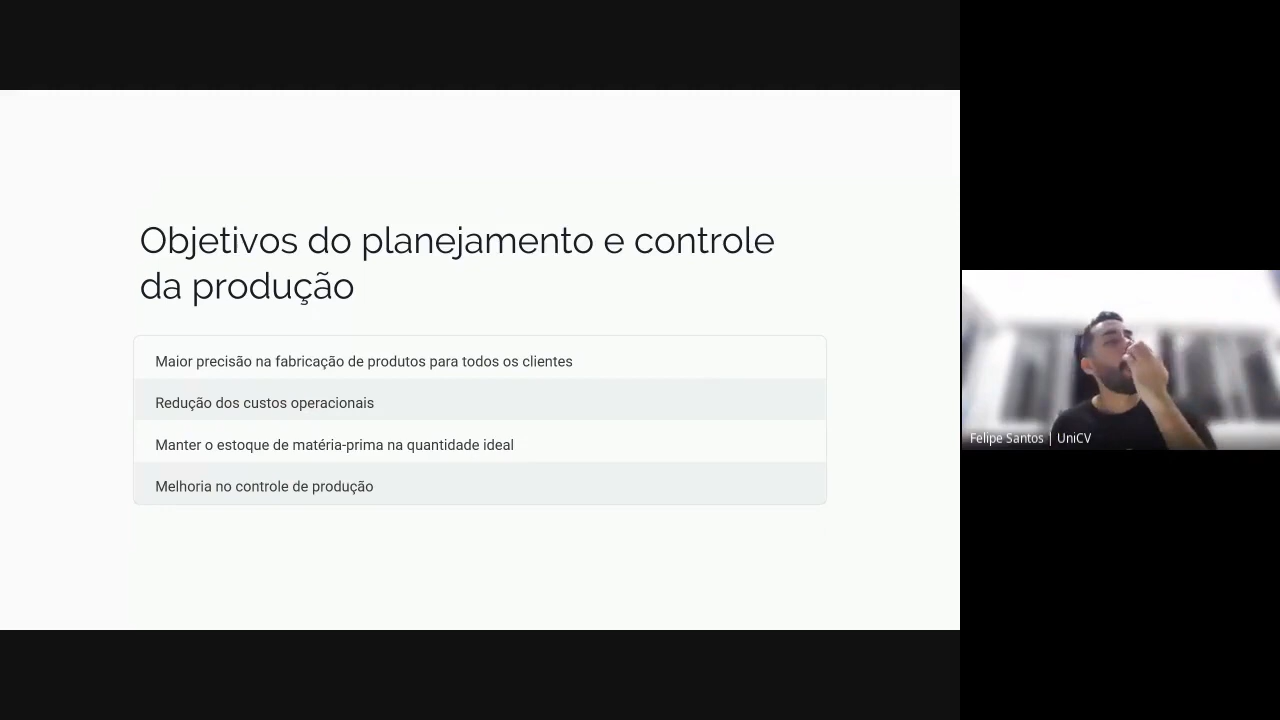 Objetivos do planejamento e controle
da produção
Maior precisão na fabricação de produtos para todos os clientes
Redução dos custos operacionais
Manter o estoque de matéria-prima na quantidade ideal
Melhoria no controle de produção
Felipe Santos | UniCV